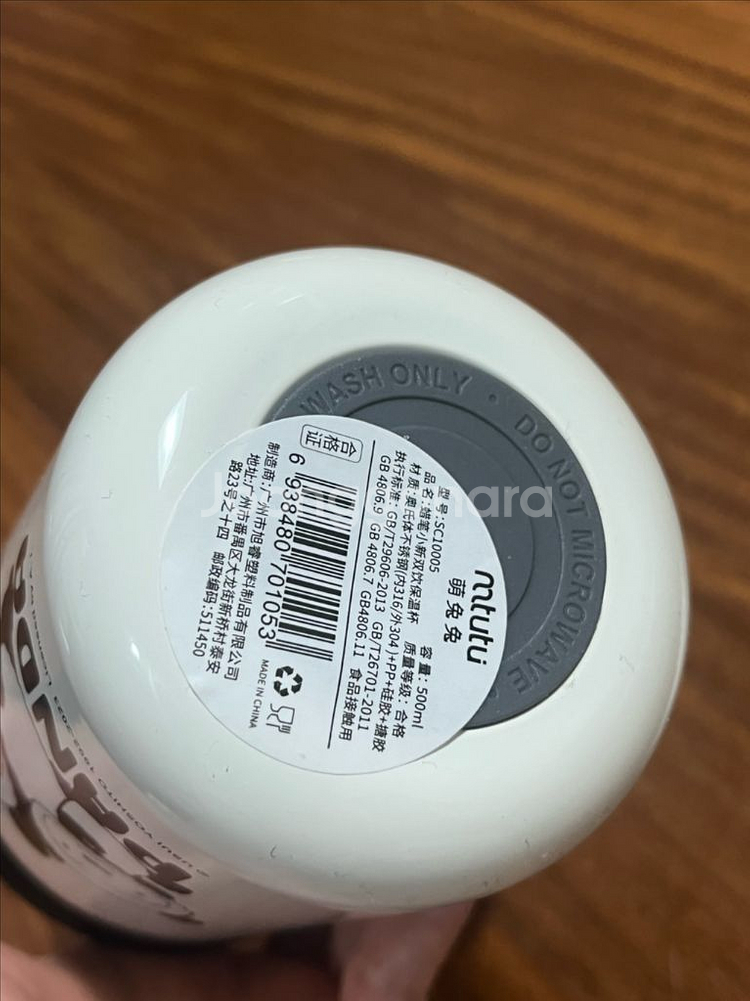 mtutu
萌兔兔
型号:SC10005
容量: 500ml
品名:蜡笔小新双饮保温杯
质量等级: 合格
材质:奥氏体不锈钢(内316/外304)+PP+硅胶+搪胶
执行标准: GB/T29606-2013 GB/T26701-2011
GB 4806.9 GB 4806.7 GB4806.11 食品接触用
合格证
6 938480 701053
MADE IN CHINA
制造商:广州市旭睿塑料制品有限公司
地址:广州市番禺区大龙街新桥村泰安
路23号之十四 邮政编码:511450
WASH ONLY • DO NOT MICROWAVE